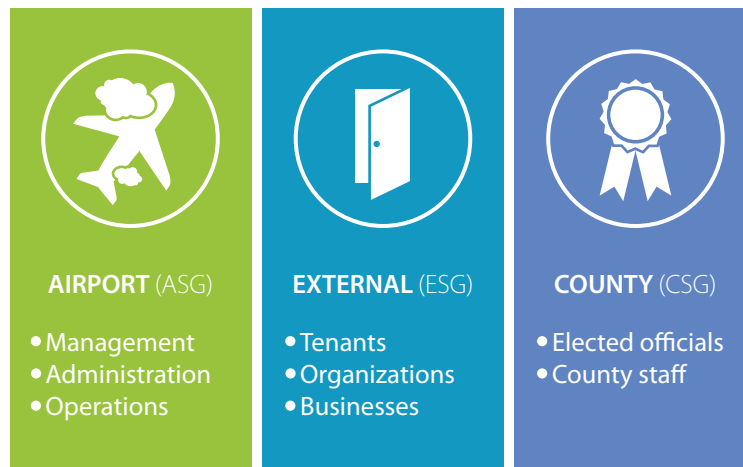 AIRPORT (ASG)
• Management
• Administration
• Operations
EXTERNAL (ESG)
• Tenants
• Organizations
• Businesses
COUNTY (CSG)
• Elected officials
• County staff